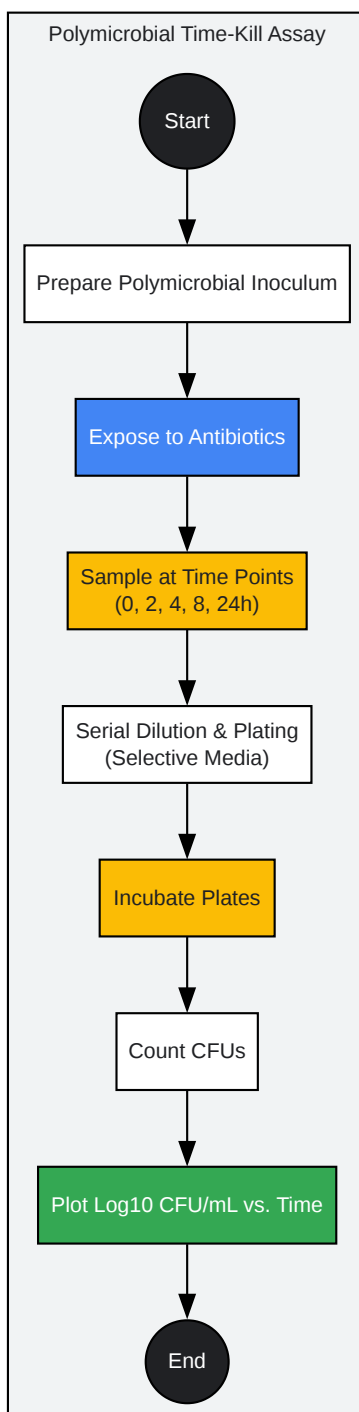 Polymicrobial Time-Kill Assay
Start
Prepare Polymicrobial Inoculum
Expose to Antibiotics
Sample at Time Points
(0, 2, 4, 8, 24h)
Serial Dilution & Plating
(Selective Media)
Incubate Plates
Count CFUs
Plot Log10 CFU/mL vs. Time
End